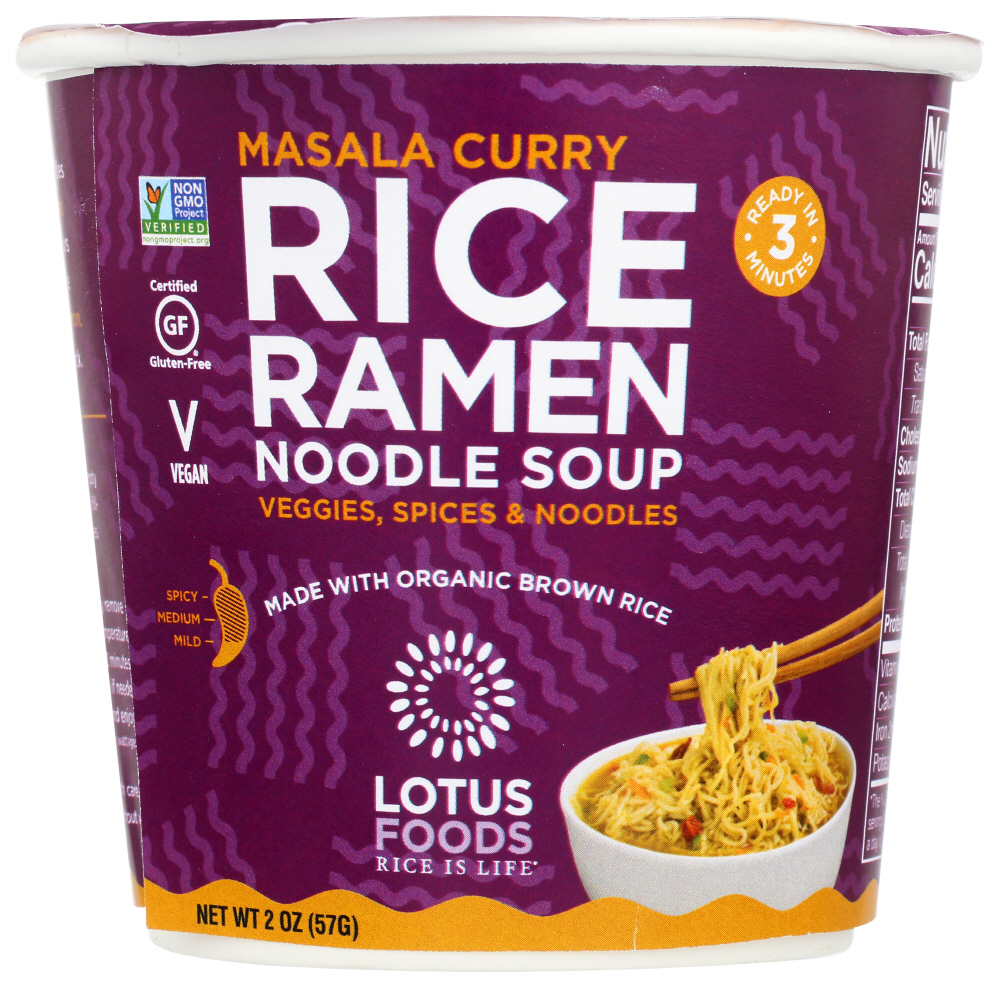 MASALA CURRY
RICE
RAMEN
NOODLE SOUP
VEGGIES, SPICES & NOODLES
READY IN
3
MINUTES
NON
GMO
Project
VERIFIED
nongmoproject.org
Certified
GF
Gluten-Free
V
VEGAN
SPICY
MEDIUM
MILD
MADE WITH ORGANIC BROWN RICE
LOTUS
FOODS
RICE IS LIFE
NET WT 2 OZ (57G)